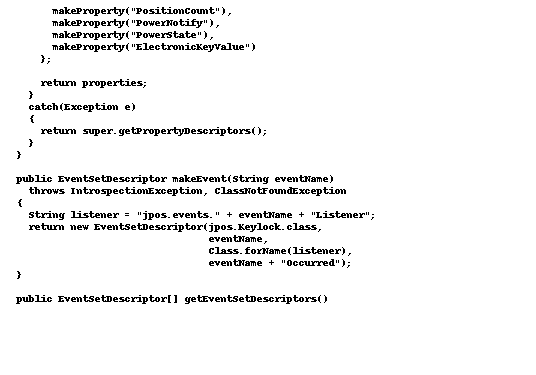 makeProperty("PositionCount"),
makeProperty("PowerNotify"),
makeProperty("PowerState"),
makeProperty("ElectronicKeyValue")
};
return properties;
}
catch(Exception e)
{
return super.getPropertyDescriptors();
}
}
public EventSetDescriptor makeEvent(String eventName)
throws IntrospectionException, ClassNotFoundException
{
String listener = "jpos.events." + eventName + "Listener";
return new EventSetDescriptor(jpos.Keylock.class,
eventName,
Class.forName(listener),
eventName + "Occurred");
}
public EventSetDescriptor[] getEventSetDescriptors()